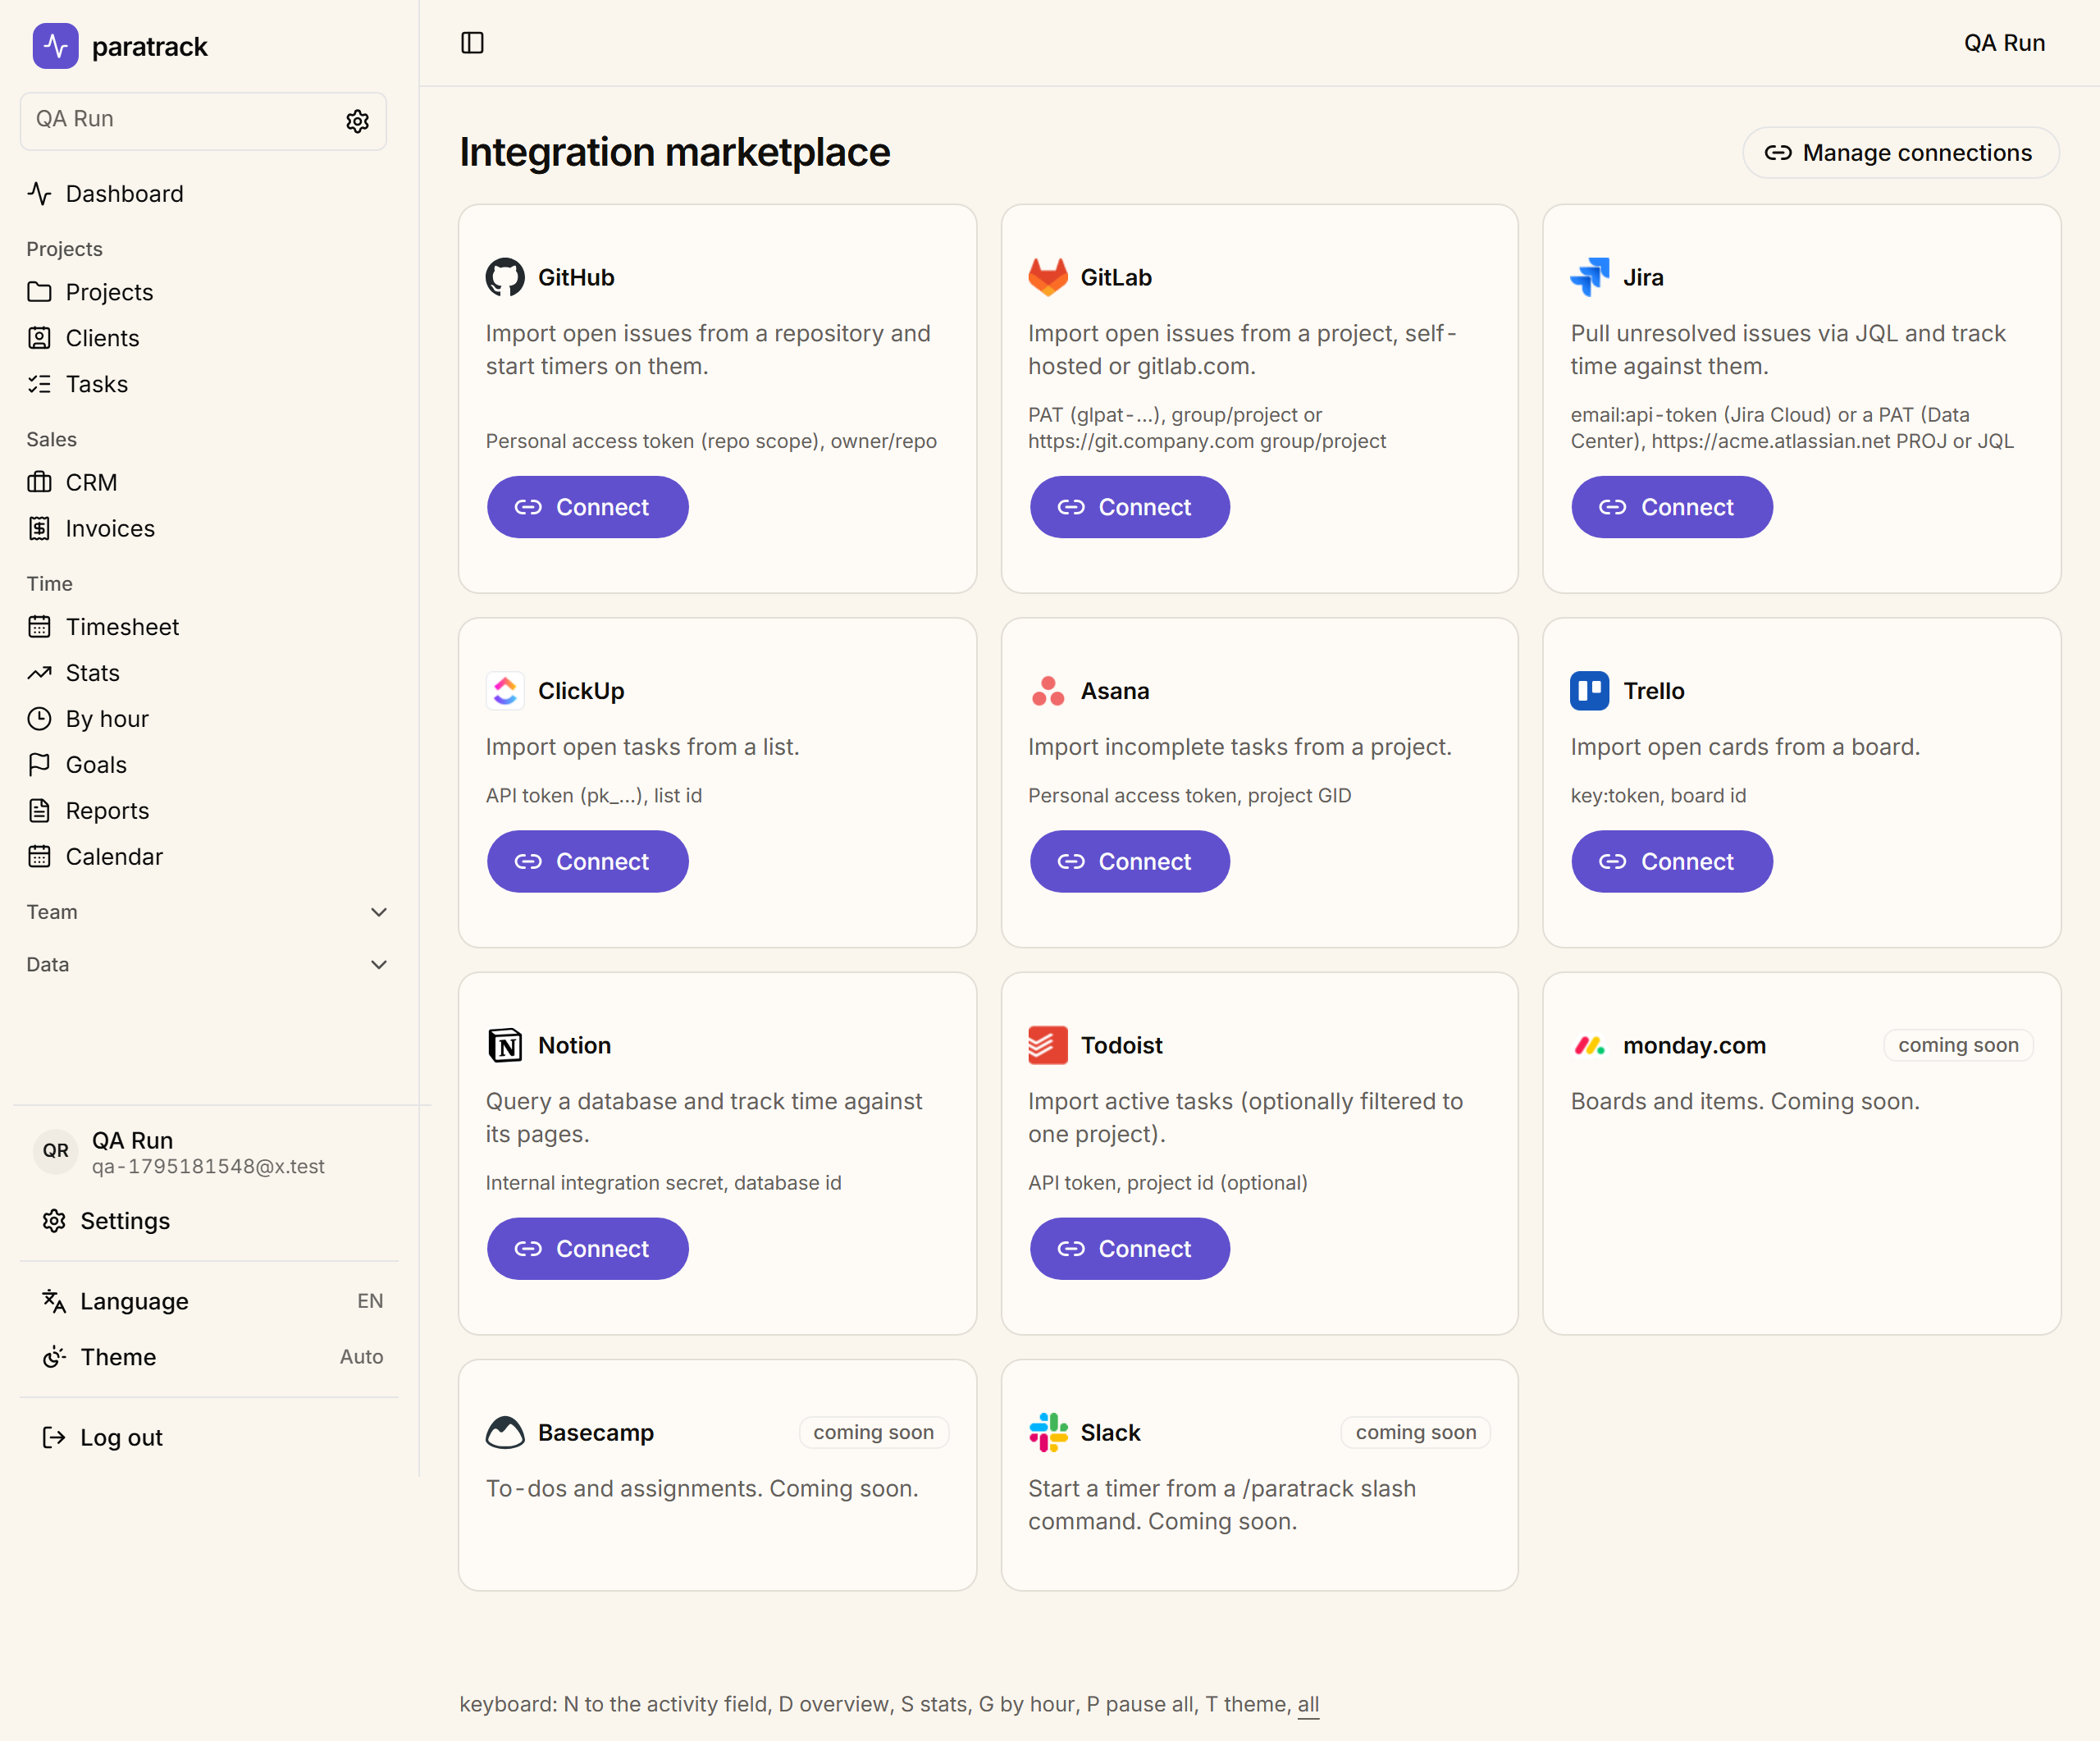 paratrack
QA Run
QA Run
Dashboard
Projects
Projects
Clients
Tasks
Sales
CRM
Invoices
Time
Timesheet
Stats
By hour
Goals
Reports
Calendar
Team
Data
QR
QA Run
qa-1795181548@x.test
Settings
Language EN
Theme Auto
Log out
Integration marketplace
Manage connections
GitHub
Import open issues from a repository and
start timers on them.
Personal access token (repo scope), owner/repo
Connect
GitLab
Import open issues from a project, self-
hosted or gitlab.com.
PAT (glpat-...), group/project or
https://git.company.com group/project
Connect
Jira
Pull unresolved issues via JQL and track
time against them.
email:api-token (Jira Cloud) or a PAT (Data
Center), https://acme.atlassian.net PROJ or JQL
Connect
ClickUp
Import open tasks from a list.
API token (pk_...), list id
Connect
Asana
Import incomplete tasks from a project.
Personal access token, project GID
Connect
Trello
Import open cards from a board.
key:token, board id
Connect
Notion
Query a database and track time against
its pages.
Internal integration secret, database id
Connect
Todoist
Import active tasks (optionally filtered to
one project).
API token, project id (optional)
Connect
monday.com coming soon
Boards and items. Coming soon.
Basecamp coming soon
To-dos and assignments. Coming soon.
Slack coming soon
Start a timer from a /paratrack slash
command. Coming soon.
keyboard: N to the activity field, D overview, S stats, G by hour, P pause all, T theme, all